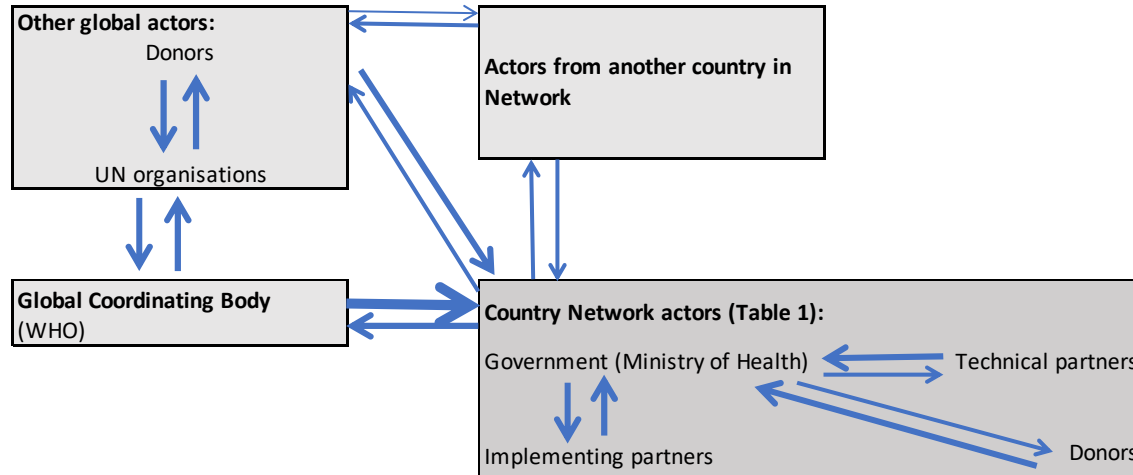 Other global actors:
Donors
UN organisations
Actors from another country in
Network
Global Coordinating Body
(WHO)
Country Network actors (Table 1):
Government (Ministry of Health)
Technical partners
Implementing partners
Donors